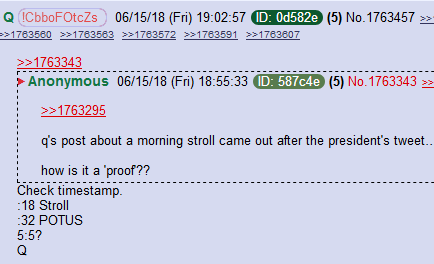 Q !CbboFOtcZs 06/15/18 (Fri) 19:02:57 ID: 0d582e (5) No.1763457 >>
>>1763560 >>1763563 >>1763572 >>1763591 >>1763607
>>1763343
Anonymous 06/15/18 (Fri) 18:55:33 ID: 587c4e (5) No.1763343 >>
>>1763295
q's post about a morning stroll came out after the president's tweet..
how is it a 'proof'??
Check timestamp.
:18 Stroll
:32 POTUS
5:5?
Q